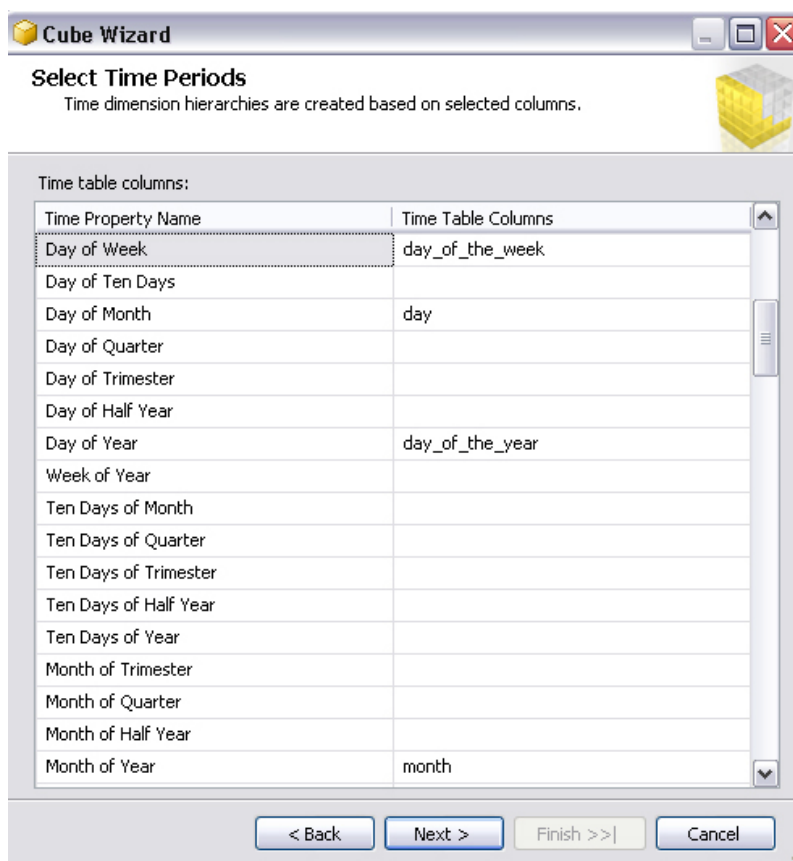 Cube Wizard
Select Time Periods
Time dimension hierarchies are created based on selected columns.
Time table columns:
Time Property Name Time Table Columns
Day of Week day_of_the_week
Day of Ten Days
Day of Month day
Day of Quarter
Day of Trimester
Day of Half Year
Day of Year day_of_the_year
Week of Year
Ten Days of Month
Ten Days of Quarter
Ten Days of Trimester
Ten Days of Half Year
Ten Days of Year
Month of Trimester
Month of Quarter
Month of Half Year
Month of Year month
< Back Next > Finish >>| Cancel